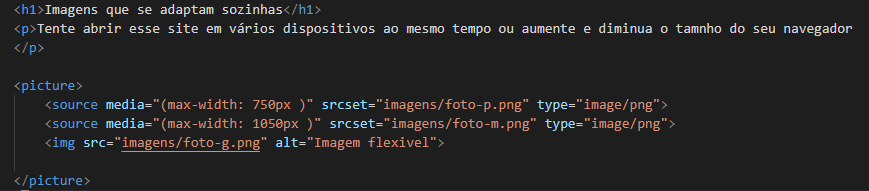 <h1>Imagens que se adaptam sozinhas</h1>
<p>Tente abrir esse site em vários dispositivos ao mesmo tempo ou aumente e diminua o tamnho do seu navegador
</p>
<picture>
<source media="(max-width: 750px )" srcset="imagens/foto-p.png" type="image/png">
<source media="(max-width: 1050px )" srcset="imagens/foto-m.png" type="image/png">
<img src="imagens/foto-g.png" alt="Imagem flexivel">
</picture>